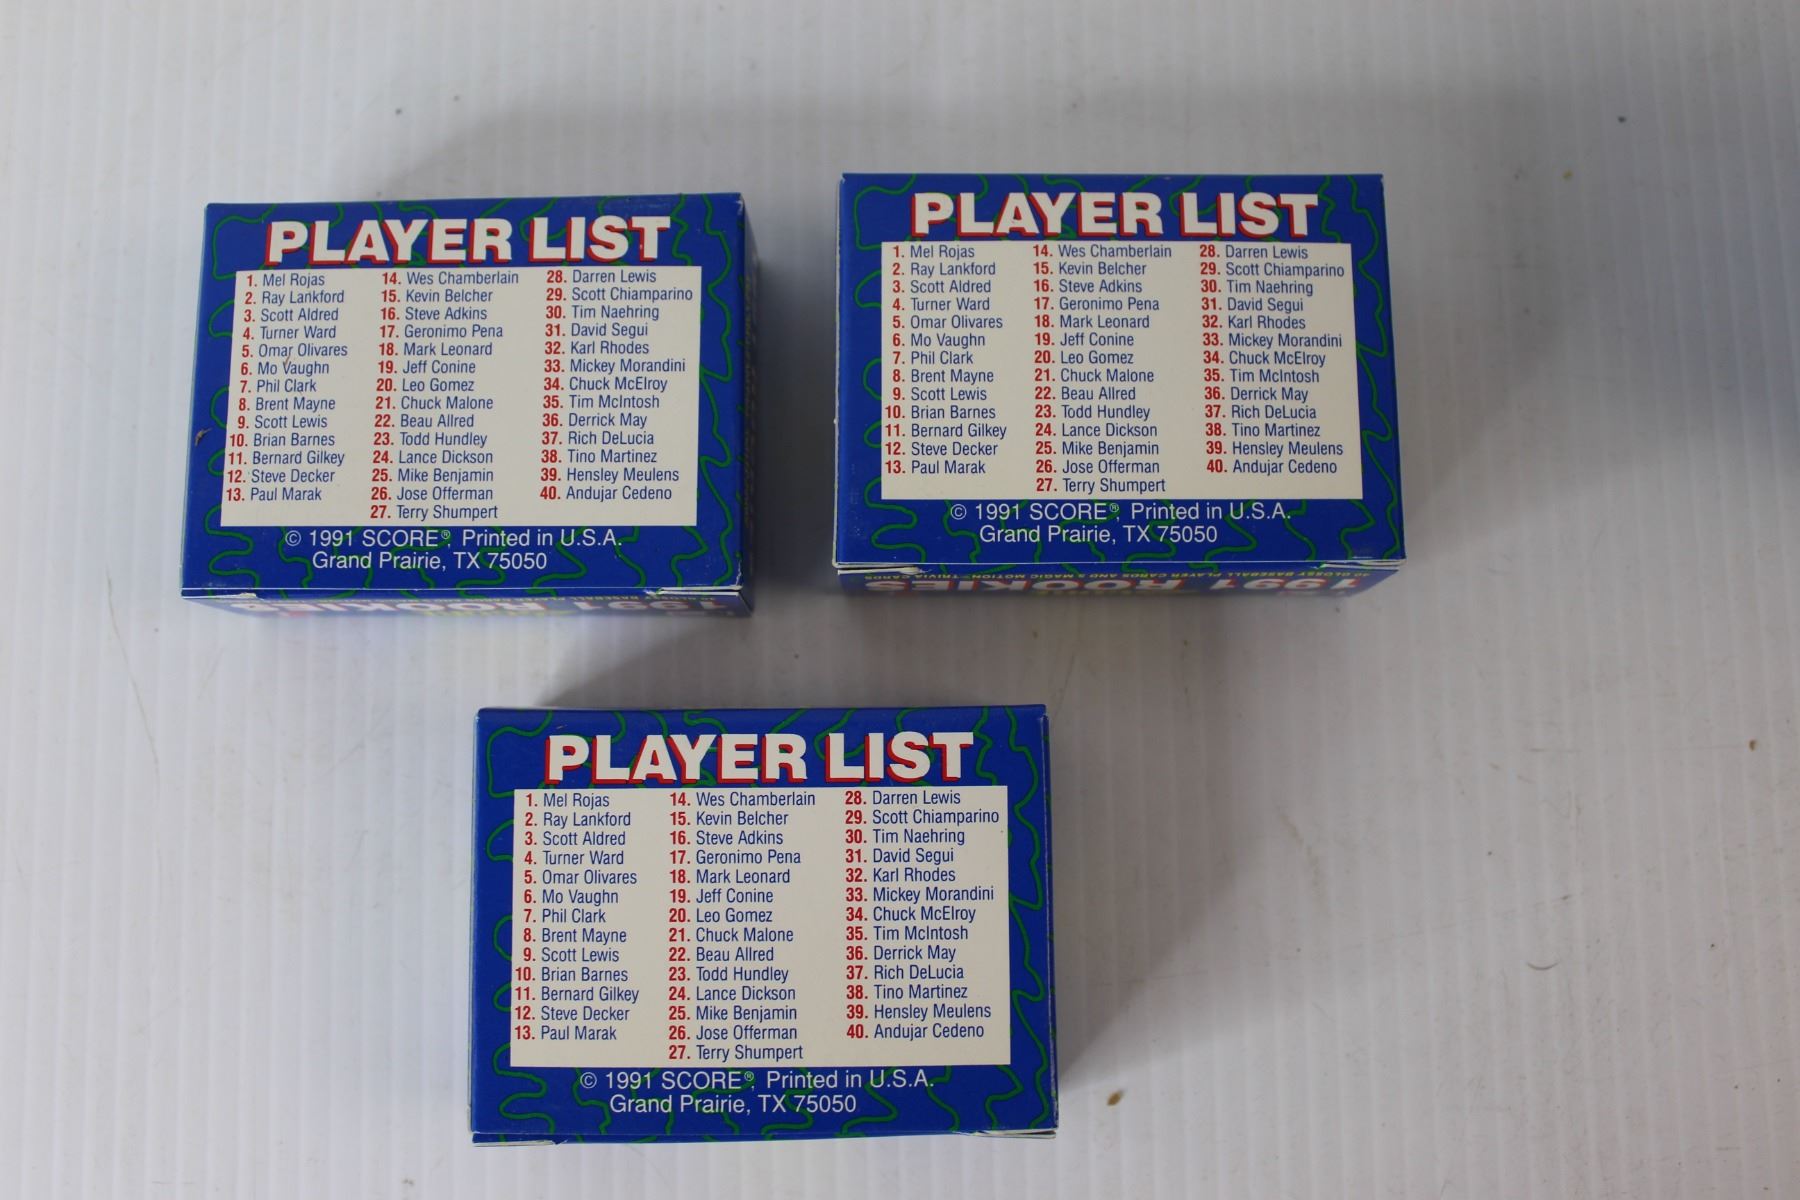 PLAYER LIST
1. Mel Rojas
2. Ray Lankford
3. Scott Aldred
4. Turner Ward
5. Omar Olivares
6. Mo Vaughn
7. Phil Clark
8. Brent Mayne
9. Scott Lewis
10. Brian Barnes
11. Bernard Gilkey
12. Steve Decker
13. Paul Marak
14. Wes Chamberlain
15. Kevin Belcher
16. Steve Adkins
17. Geronimo Pena
18. Mark Leonard
19. Jeff Conine
20. Leo Gomez
21. Chuck Malone
22. Beau Allred
23. Todd Hundley
24. Lance Dickson
25. Mike Benjamin
26. Jose Offerman
27. Terry Shumpert
28. Darren Lewis
29. Scott Chiamparino
30. Tim Naehring
31. David Segui
32. Karl Rhodes
33. Mickey Morandini
34. Chuck McElroy
35. Tim McIntosh
36. Derrick May
37. Rich DeLucia
38. Tino Martinez
39. Hensley Meulens
40. Andujar Cedeno
© 1991 SCORE®, Printed in U.S.A.
Grand Prairie, TX 75050
1991 ROOKIES
PLAYER LIST
1. Mel Rojas
2. Ray Lankford
3. Scott Aldred
4. Turner Ward
5. Omar Olivares
6. Mo Vaughn
7. Phil Clark
8. Brent Mayne
9. Scott Lewis
10. Brian Barnes
11. Bernard Gilkey
12. Steve Decker
13. Paul Marak
14. Wes Chamberlain
15. Kevin Belcher
16. Steve Adkins
17. Geronimo Pena
18. Mark Leonard
19. Jeff Conine
20. Leo Gomez
21. Chuck Malone
22. Beau Allred
23. Todd Hundley
24. Lance Dickson
25. Mike Benjamin
26. Jose Offerman
27. Terry Shumpert
28. Darren Lewis
29. Scott Chiamparino
30. Tim Naehring
31. David Segui
32. Karl Rhodes
33. Mickey Morandini
34. Chuck McElroy
35. Tim McIntosh
36. Derrick May
37. Rich DeLucia
38. Tino Martinez
39. Hensley Meulens
40. Andujar Cedeno
© 1991 SCORE®, Printed in U.S.A.
Grand Prairie, TX 75050
40 GLOSSY BASEBALL PLAYER CARDS AND 5 MAGIC MOTION TRIVIA CARDS
1991 ROOKIES
PLAYER LIST
1. Mel Rojas
2. Ray Lankford
3. Scott Aldred
4. Turner Ward
5. Omar Olivares
6. Mo Vaughn
7. Phil Clark
8. Brent Mayne
9. Scott Lewis
10. Brian Barnes
11. Bernard Gilkey
12. Steve Decker
13. Paul Marak
14. Wes Chamberlain
15. Kevin Belcher
16. Steve Adkins
17. Geronimo Pena
18. Mark Leonard
19. Jeff Conine
20. Leo Gomez
21. Chuck Malone
22. Beau Allred
23. Todd Hundley
24. Lance Dickson
25. Mike Benjamin
26. Jose Offerman
27. Terry Shumpert
28. Darren Lewis
29. Scott Chiamparino
30. Tim Naehring
31. David Segui
32. Karl Rhodes
33. Mickey Morandini
34. Chuck McElroy
35. Tim McIntosh
36. Derrick May
37. Rich DeLucia
38. Tino Martinez
39. Hensley Meulens
40. Andujar Cedeno
© 1991 SCORE®, Printed in U.S.A.
Grand Prairie, TX 75050